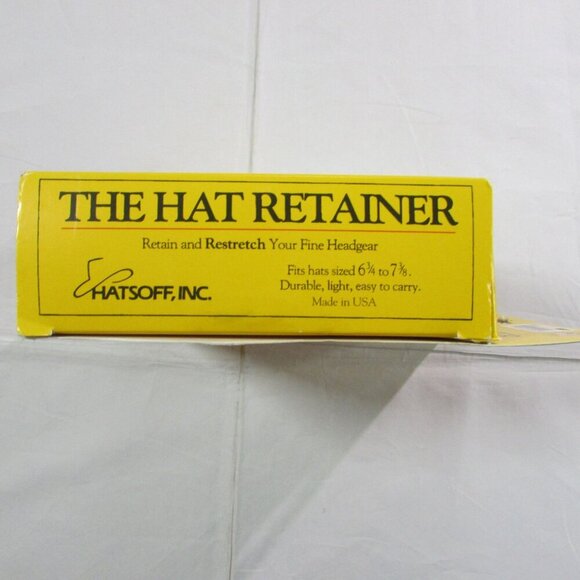 THE HAT RETAINER
Retain and Restretch Your Fine Headgear
HATSOFF, INC.
Fits hats sized 6¾ to 7⅜.
Durable, light, easy to carry.
Made in USA